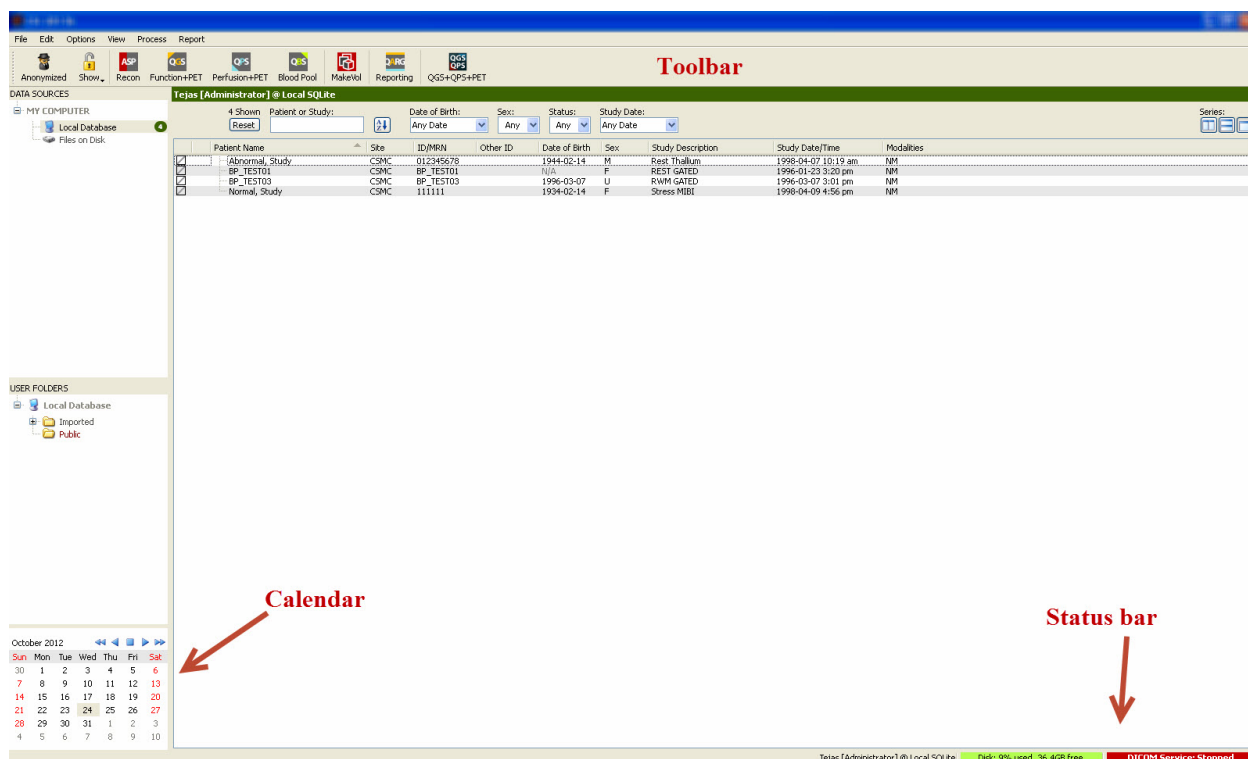 File Edit Options View Process Report
ASP QGS QPS QBS QARG QGS QPS
Anonymized Show Recon Function+PET Perfusion+PET Blood Pool MakeVol Reporting QGS+QPS+PET
Toolbar
DATA SOURCES
MY COMPUTER
Local Database 4
Files on Disk
Tejas [Administrator] @ Local SQLite
4 Shown Patient or Study: Date of Birth: Sex: Status: Study Date: Series:
Reset Any Date Any Any Any Date
Patient Name Site ID/MRN Other ID Date of Birth Sex Study Description Study Date/Time Modalities
Abnormal, Study CSMC 012345678 1944-02-14 M Rest Thallium 1998-04-07 10:19 am NM
BP_TEST01 CSMC BP_TEST01 N/A F REST GATED 1996-01-23 3:20 pm NM
BP_TEST03 CSMC BP_TEST03 1996-03-07 U RWM GATED 1996-03-07 3:01 pm NM
Normal, Study CSMC 111111 1934-02-14 F Stress MIBI 1998-04-09 4:56 pm NM
USER FOLDERS
Local Database
Imported
Public
Calendar
Status bar
October 2012
Sun Mon Tue Wed Thu Fri Sat
30 1 2 3 4 5 6
7 8 9 10 11 12 13
14 15 16 17 18 19 20
21 22 23 24 25 26 27
28 29 30 31 1 2 3
4 5 6 7 8 9 10
Tejas [Administrator] @ Local SQLite Disk: 9% used, 36.4GB free DICOM Service: Stopped